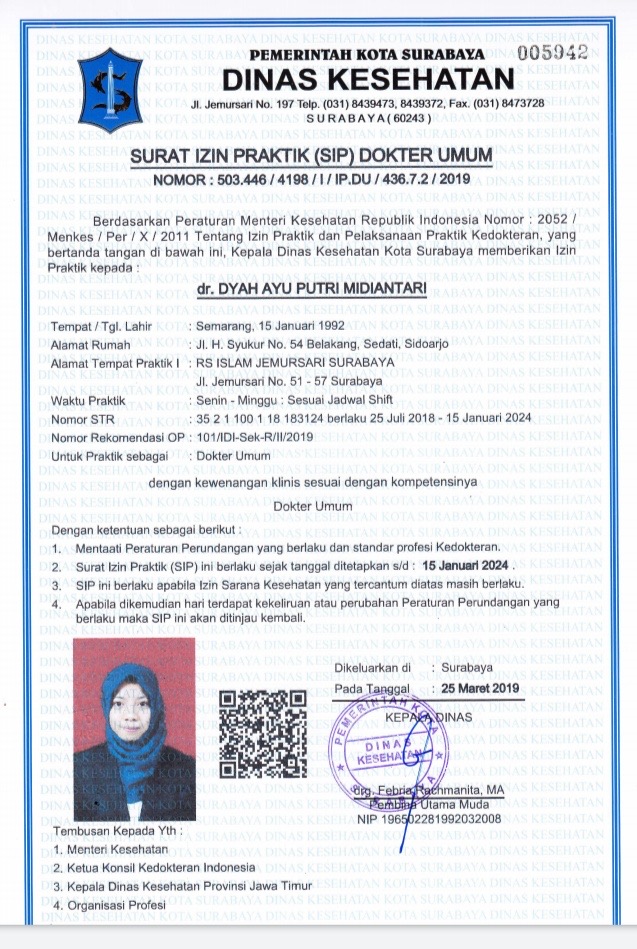 PEMERINTAH KOTA SURABAYA 005942
DINAS KESEHATAN
Jl. Jemursari No. 197 Telp. (031) 8439473, 8439372, Fax. (031) 8473728
S U R A B A Y A ( 60243 )
SURAT IZIN PRAKTIK (SIP) DOKTER UMUM
NOMOR : 503.446 / 4198 / I / IP.DU / 436.7.2 / 2019
Berdasarkan Peraturan Menteri Kesehatan Republik Indonesia Nomor : 2052 /
Menkes / Per / X / 2011 Tentang Izin Praktik dan Pelaksanaan Praktik Kedokteran, yang
bertanda tangan di bawah ini, Kepala Dinas Kesehatan Kota Surabaya memberikan Izin
Praktik kepada :
dr. DYAH AYU PUTRI MIDIANTARI
Tempat / Tgl. Lahir : Semarang, 15 Januari 1992
Alamat Rumah : Jl. H. Syukur No. 54 Belakang, Sedati, Sidoarjo
Alamat Tempat Praktik I : RS ISLAM JEMURSARI SURABAYA
Jl. Jemursari No. 51 - 57 Surabaya
Waktu Praktik : Senin - Minggu : Sesuai Jadwal Shift
Nomor STR : 35 2 1 100 1 18 183124 berlaku 25 Juli 2018 - 15 Januari 2024
Nomor Rekomendasi OP : 101/IDI-Sek-R/II/2019
Untuk Praktik sebagai : Dokter Umum
dengan kewenangan klinis sesuai dengan kompetensinya
Dokter Umum
Dengan ketentuan sebagai berikut :
1. Mentaati Peraturan Perundangan yang berlaku dan standar profesi Kedokteran.
2. Surat Izin Praktik (SIP) ini berlaku sejak tanggal ditetapkan s/d : 15 Januari 2024 .
3. SIP ini berlaku apabila Izin Sarana Kesehatan yang tercantum diatas masih berlaku.
4. Apabila dikemudian hari terdapat kekeliruan atau perubahan Peraturan Perundangan yang
berlaku maka SIP ini akan ditinjau kembali.
Dikeluarkan di : Surabaya
Pada Tanggal : 25 Maret 2019
KEPALA DINAS
PEMERINTAH KOTA
DINAS
KESEHATAN
drg. Febria Rachmanita, MA
Pembina Utama Muda
NIP 196502281992032008
Tembusan Kepada Yth :
1. Menteri Kesehatan
2. Ketua Konsil Kedokteran Indonesia
3. Kepala Dinas Kesehatan Provinsi Jawa Timur
4. Organisasi Profesi